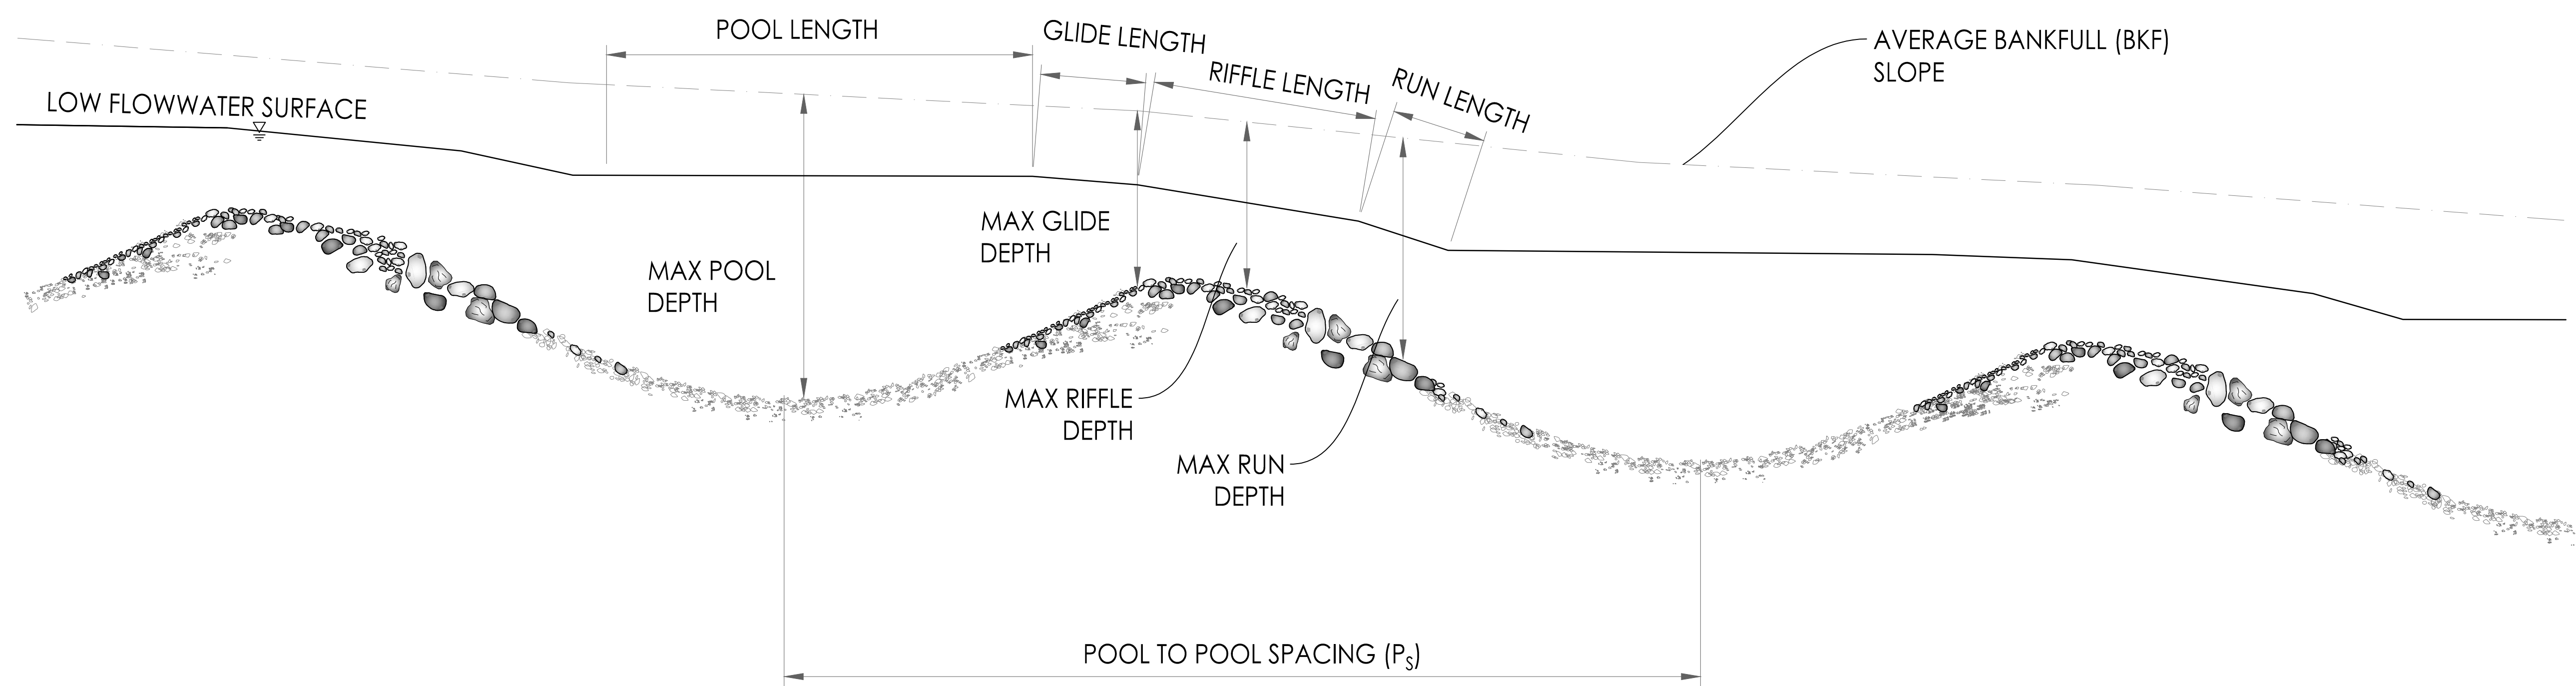 POOL LENGTH
GLIDE LENGTH
RIFFLE LENGTH
RUN LENGTH
AVERAGE BANKFULL (BKF)
SLOPE
LOW FLOWWATER SURFACE
MAX POOL
DEPTH
MAX GLIDE
DEPTH
MAX RIFFLE
DEPTH
MAX RUN
DEPTH
POOL TO POOL SPACING (PS)